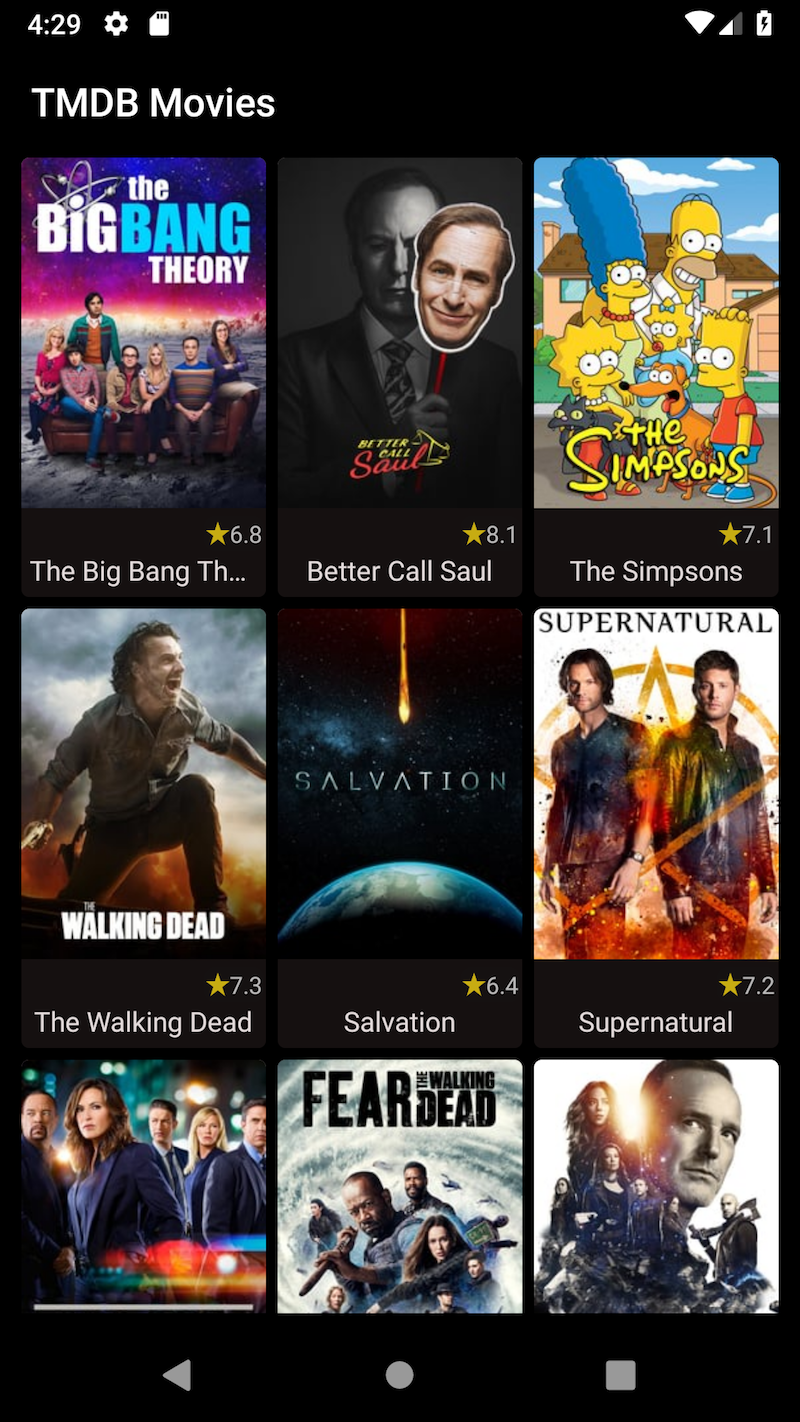 4:29
TMDB Movies
the
BIG BANG
THEORY
BETTER
CALL
Saul
THE
SIMPSONS
★6.8
★8.1
★7.1
The Big Bang Th...
Better Call Saul
The Simpsons
THE
WALKING DEAD
SALVATION
SUPERNATURAL
★7.3
★6.4
★7.2
The Walking Dead
Salvation
Supernatural
FEAR THE WALKING DEAD